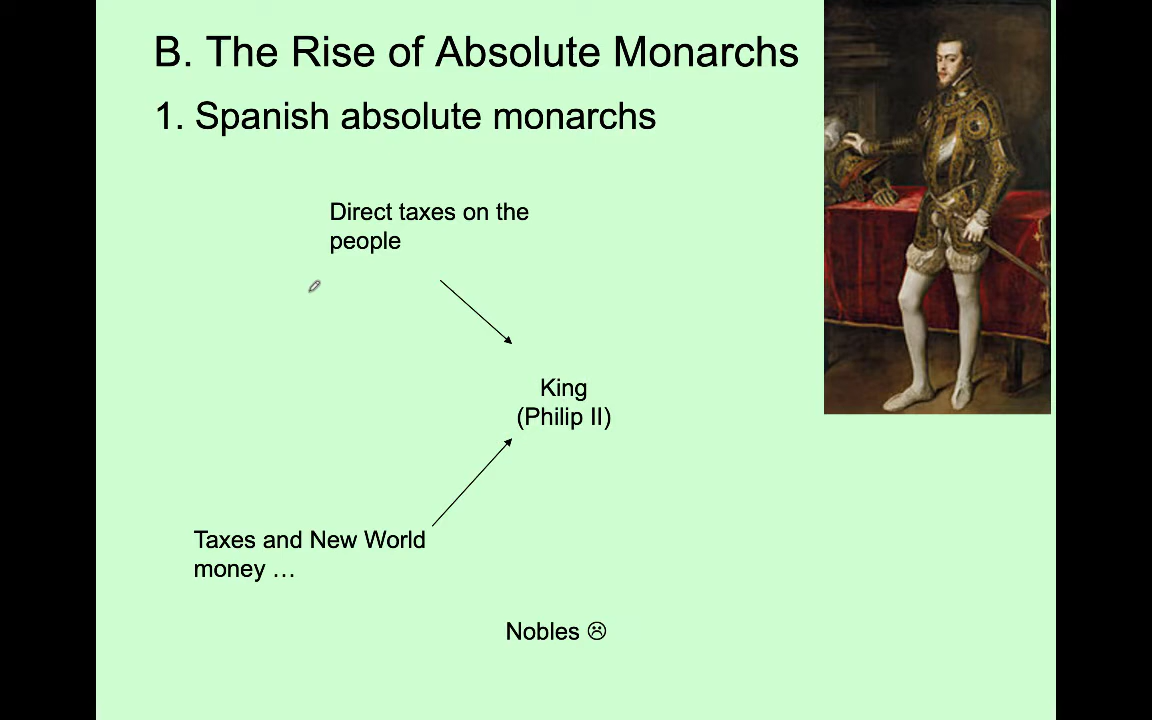 B. The Rise of Absolute Monarchs
1. Spanish absolute monarchs
Direct taxes on the
people
King
(Philip II)
Taxes and New World
money …
Nobles ☹